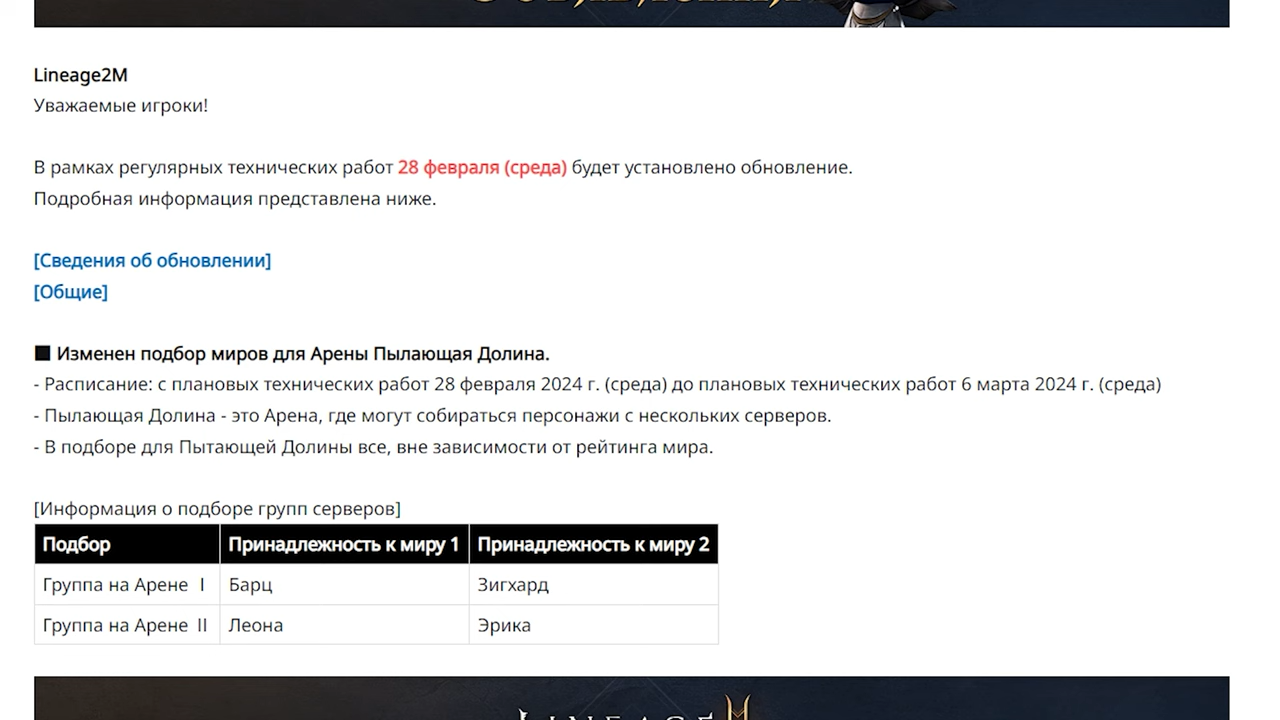 Lineage2M
Уважаемые игроки!
В рамках регулярных технических работ 28 февраля (среда) будет установлено обновление.
Подробная информация представлена ниже.
[Сведения об обновлении]
[Общие]
■ Изменен подбор миров для Арены Пылающая Долина.
- Расписание: с плановых технических работ 28 февраля 2024 г. (среда) до плановых технических работ 6 марта 2024 г. (среда)
- Пылающая Долина - это Арена, где могут собираться персонажи с нескольких серверов.
- В подборе для Пытающей Долины все, вне зависимости от рейтинга мира.
[Информация о подборе групп серверов]
Подбор Принадлежность к миру 1 Принадлежность к миру 2
Группа на Арене I Барц Зигхард
Группа на Арене II Леона Эрика